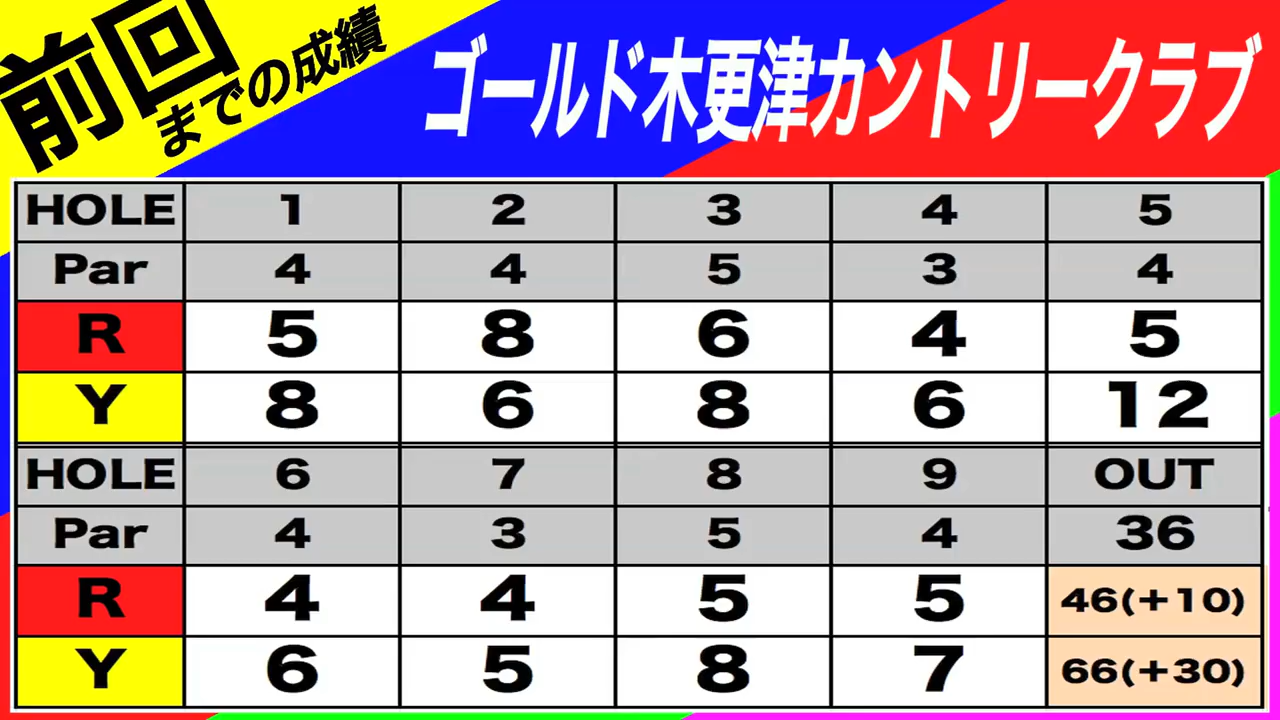 前回
までの成績
ゴールド木更津カントリークラブ
HOLE 1 2 3 4 5
Par 4 4 5 3 4
R 5 8 6 4 5
Y 8 6 8 6 12
HOLE 6 7 8 9 OUT
Par 4 3 5 4 36
R 4 4 5 5 46(+10)
Y 6 5 8 7 66(+30)